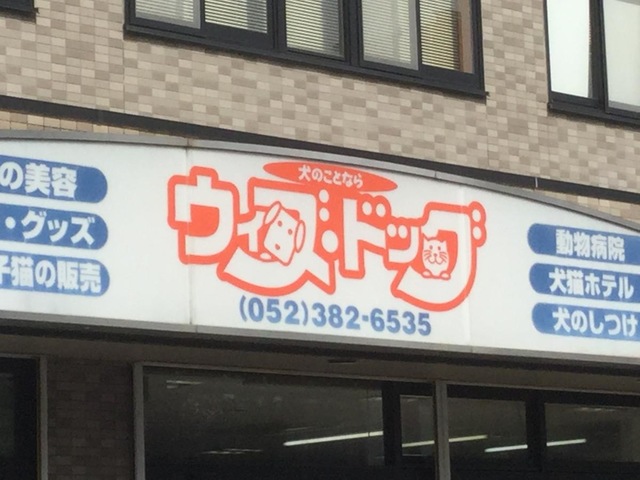 の美容
・グッズ
子猫の販売
犬のことなら
ウィズ・ドッグ
(052)382-6535
動物病院
犬猫ホテル
犬のしつけ